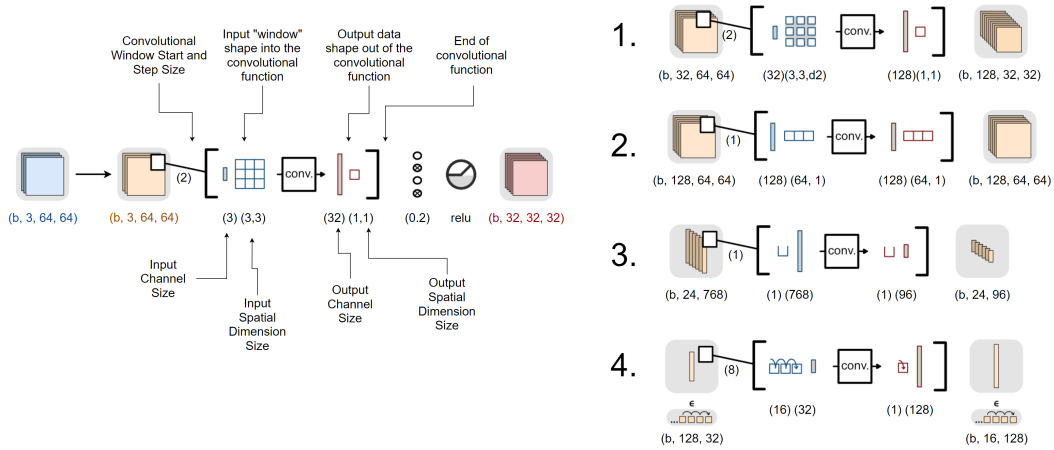 Convolutional
Window Start and
Step Size
Input "window"
shape into the
convolutional
function
Output data
shape out of the
convolutional
function
End of
convolutional
function
(2)
conv.
(b, 3, 64, 64)
(b, 3, 64, 64)
(3) (3,3)
(32) (1,1)
(0.2)
relu
(b, 32, 32, 32)
Input
Channel
Size
Input
Spatial
Dimension
Size
Output
Channel
Size
Output
Spatial
Dimension
Size
1.
(2)
conv.
(b, 32, 64, 64)
(32)(3,3,d2)
(128)(1,1)
(b, 128, 32, 32)
2.
(1)
conv.
(b, 128, 64, 64)
(128) (64, 1)
(128) (64, 1)
(b, 128, 64, 64)
3.
(1)
conv.
(b, 24, 768)
(1) (768)
(1) (96)
(b, 24, 96)
4.
(8)
conv.
(16) (32)
(1) (128)
ϵ
...
(b, 128, 32)
ϵ
...
(b, 16, 128)